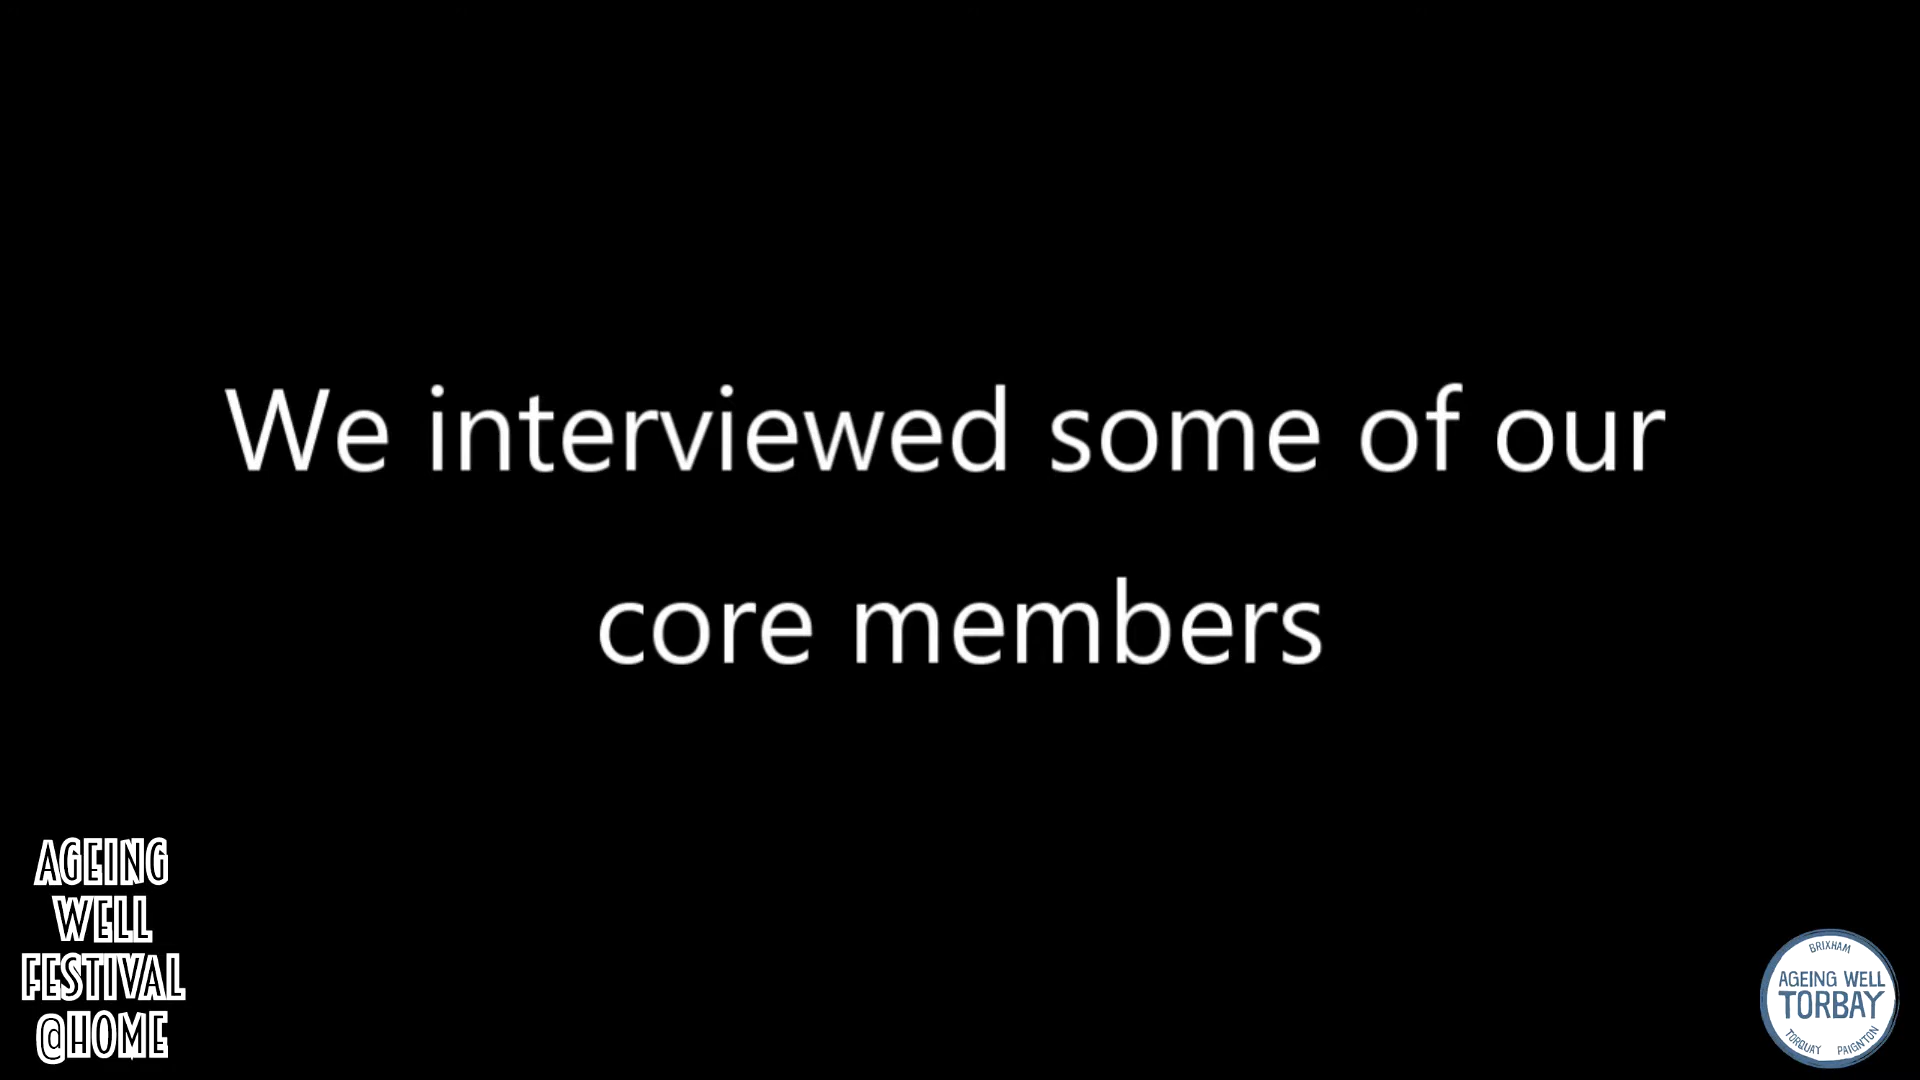 We interviewed some of our
core members
AGEING
WELL
FESTIVAL
@HOME
BRIXHAM
AGEING WELL
TORBAY
TORQUAY PAIGNTON